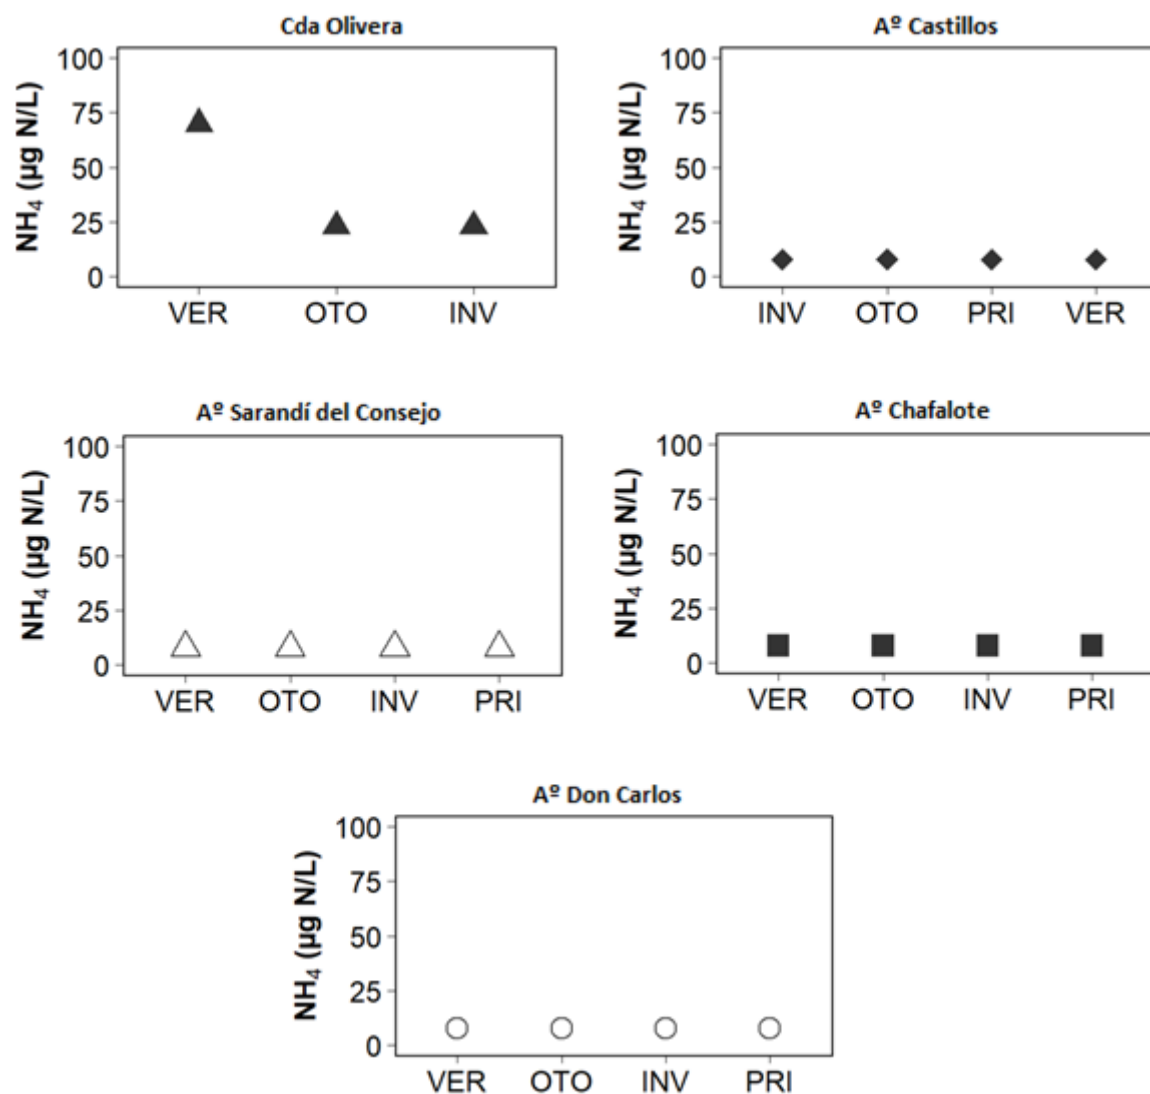 Cda Olivera
NH₄ (µg N/L)
100
75
50
25
0
VER OTO INV
Aº Castillos
NH₄ (µg N/L)
100
75
50
25
0
INV OTO PRI VER
Aº Sarandí del Consejo
NH₄ (µg N/L)
100
75
50
25
0
VER OTO INV PRI
Aº Chafalote
NH₄ (µg N/L)
100
75
50
25
0
VER OTO INV PRI
Aº Don Carlos
NH₄ (µg N/L)
100
75
50
25
0
VER OTO INV PRI